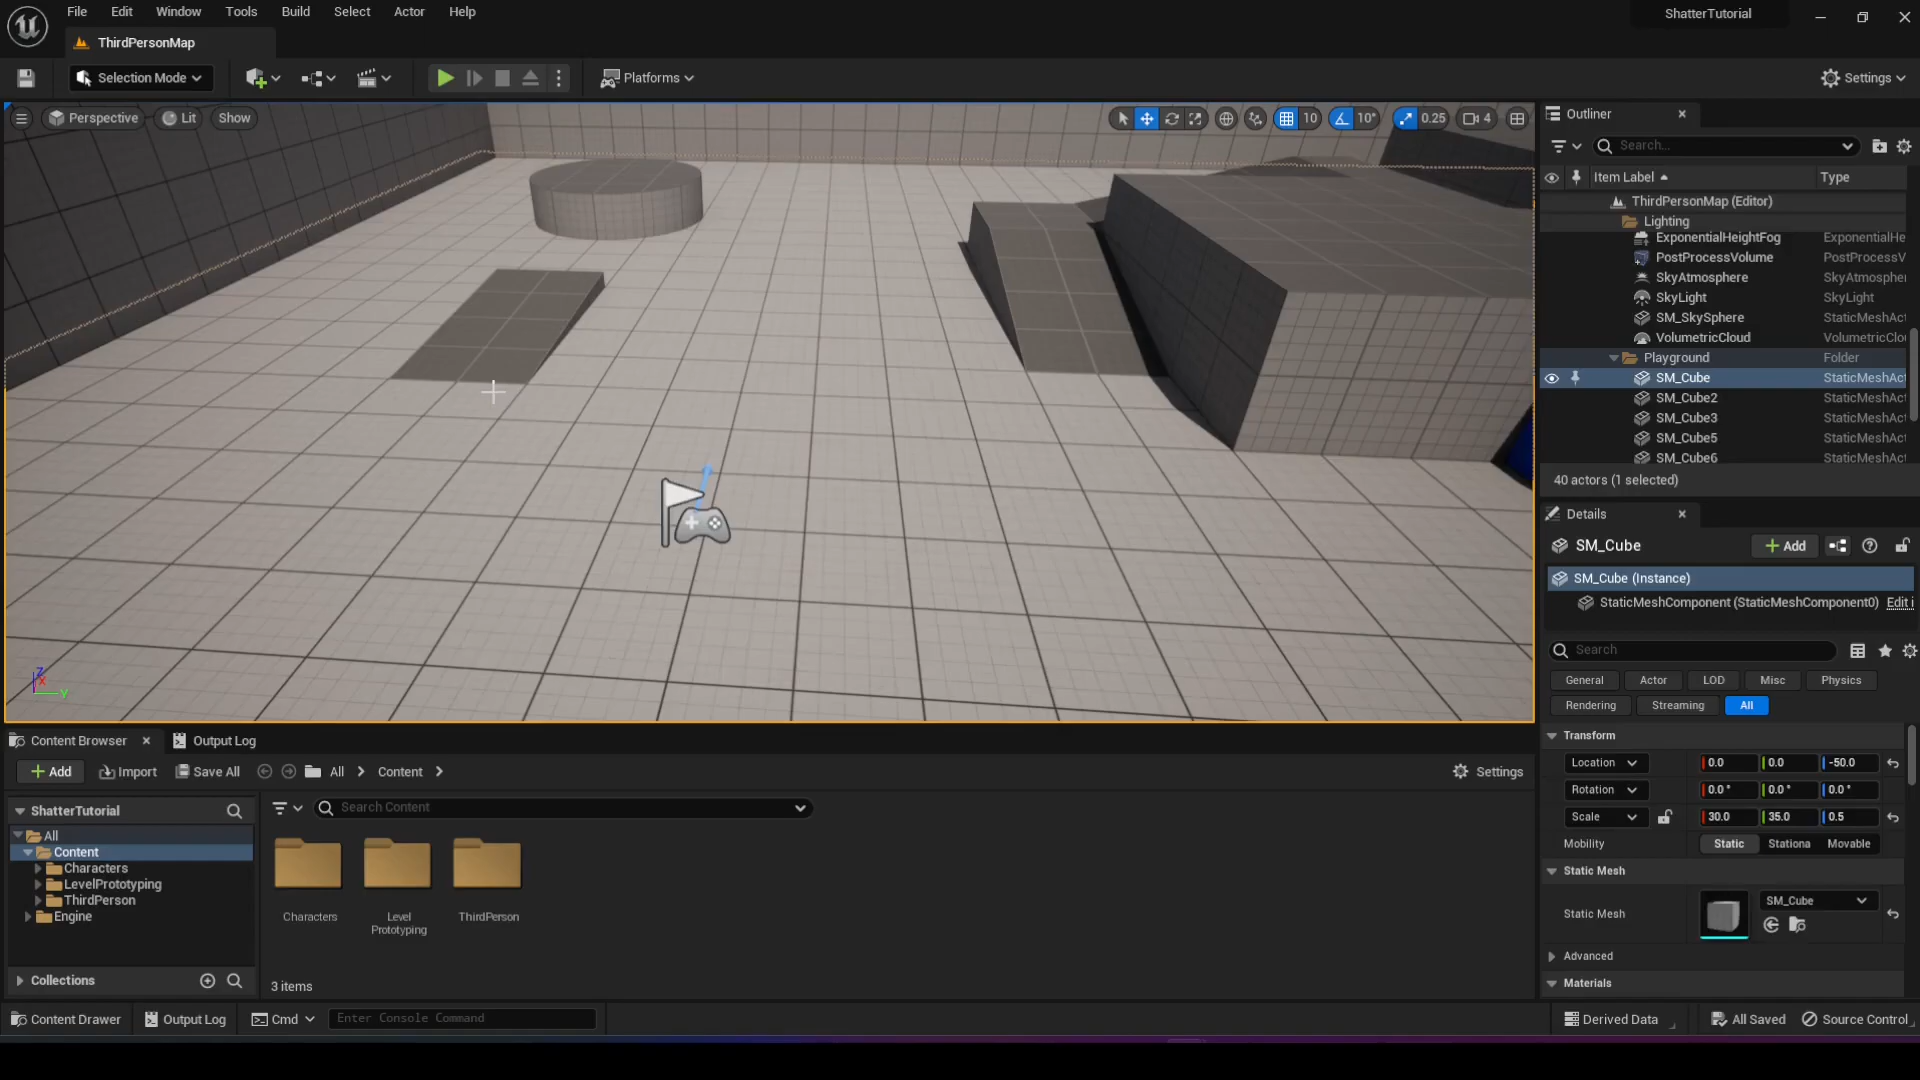 File Edit Window Tools Build Select Actor Help
ShatterTutorial
ThirdPersonMap
Selection Mode
Platforms
Settings
Perspective
Lit
Show
10
10°
0.25
4
Outliner
Search...
Item Label Type
ThirdPersonMap (Editor)
Lighting
ExponentialHeightFog ExponentialHe
PostProcessVolume PostProcessV
SkyAtmosphere SkyAtmospher
SkyLight SkyLight
SM_SkySphere StaticMeshAct
VolumetricCloud VolumetricClou
Playground Folder
SM_Cube StaticMeshAct
SM_Cube2 StaticMeshAct
SM_Cube3 StaticMeshAct
SM_Cube5 StaticMeshAct
SM_Cube6 StaticMeshAct
40 actors (1 selected)
Details
SM_Cube
Add
SM_Cube (Instance)
StaticMeshComponent (StaticMeshComponent0) Edit i
Search
General Actor LOD Misc Physics
Rendering Streaming All
Transform
Location 0.0 0.0 -50.0
Rotation 0.0 ° 0.0 ° 0.0 °
Scale 30.0 35.0 0.5
Mobility Static Stationa Movable
Static Mesh
Static Mesh SM_Cube
Advanced
Materials
Z
X
Y
Content Browser
Output Log
Add
Import
Save All
All
Content
Settings
ShatterTutorial
All
Content
Characters
LevelPrototyping
ThirdPerson
Engine
Collections
Search Content
Characters
Level
Prototyping
ThirdPerson
3 items
Content Drawer
Output Log
Cmd
Enter Console Command
Derived Data
All Saved
Source Control